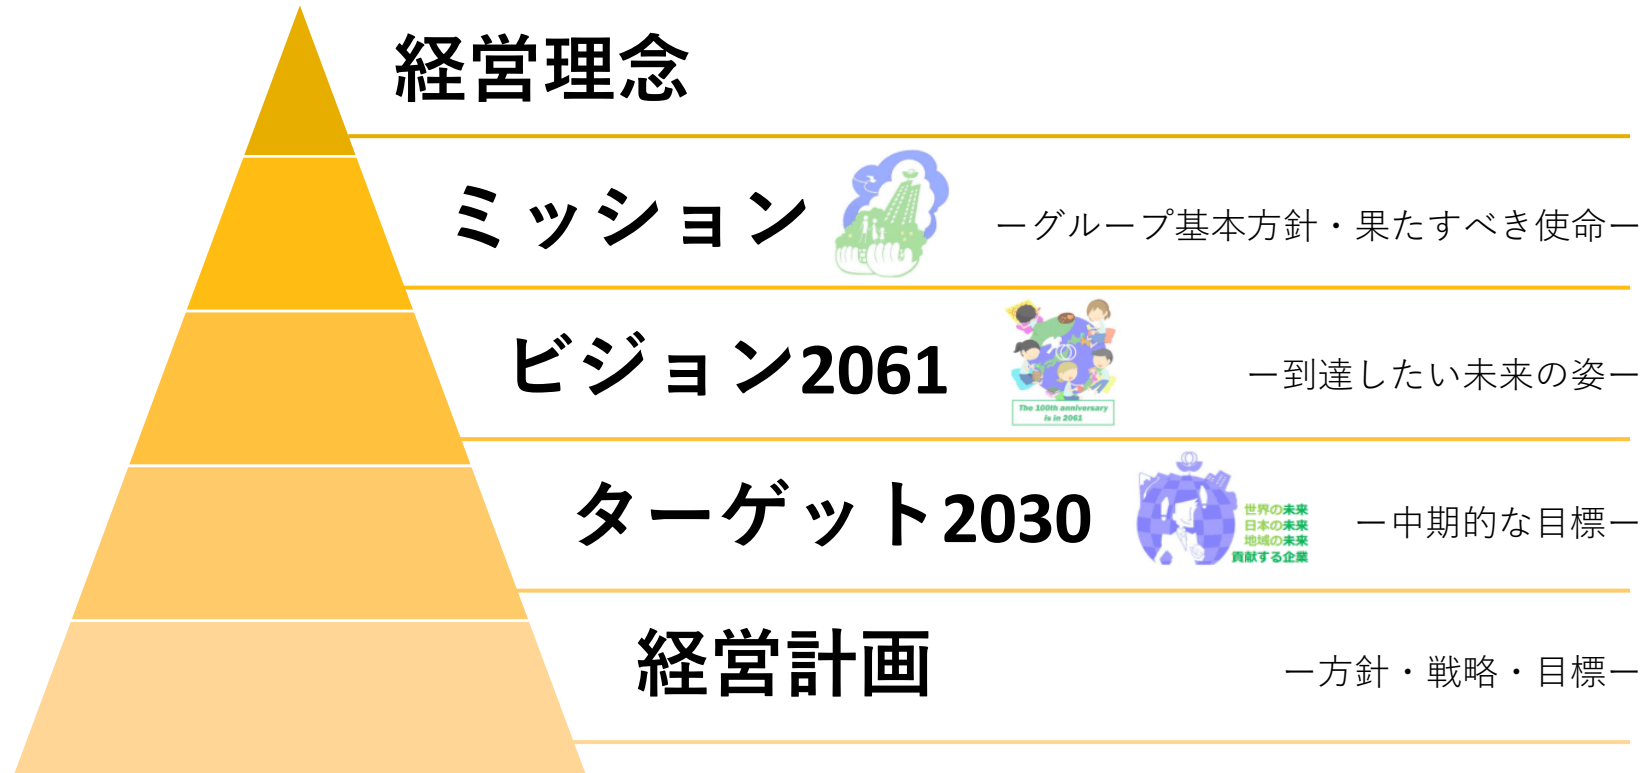 経営理念
ミッション
ーグループ基本方針・果たすべき使命ー
ビジョン2061
The 100th anniversary
is in 2061
ー到達したい未来の姿ー
ターゲット2030
世界の未来
日本の未来
地域の未来
貢献する企業
ー中期的な目標ー
経営計画
ー方針・戦略・目標ー